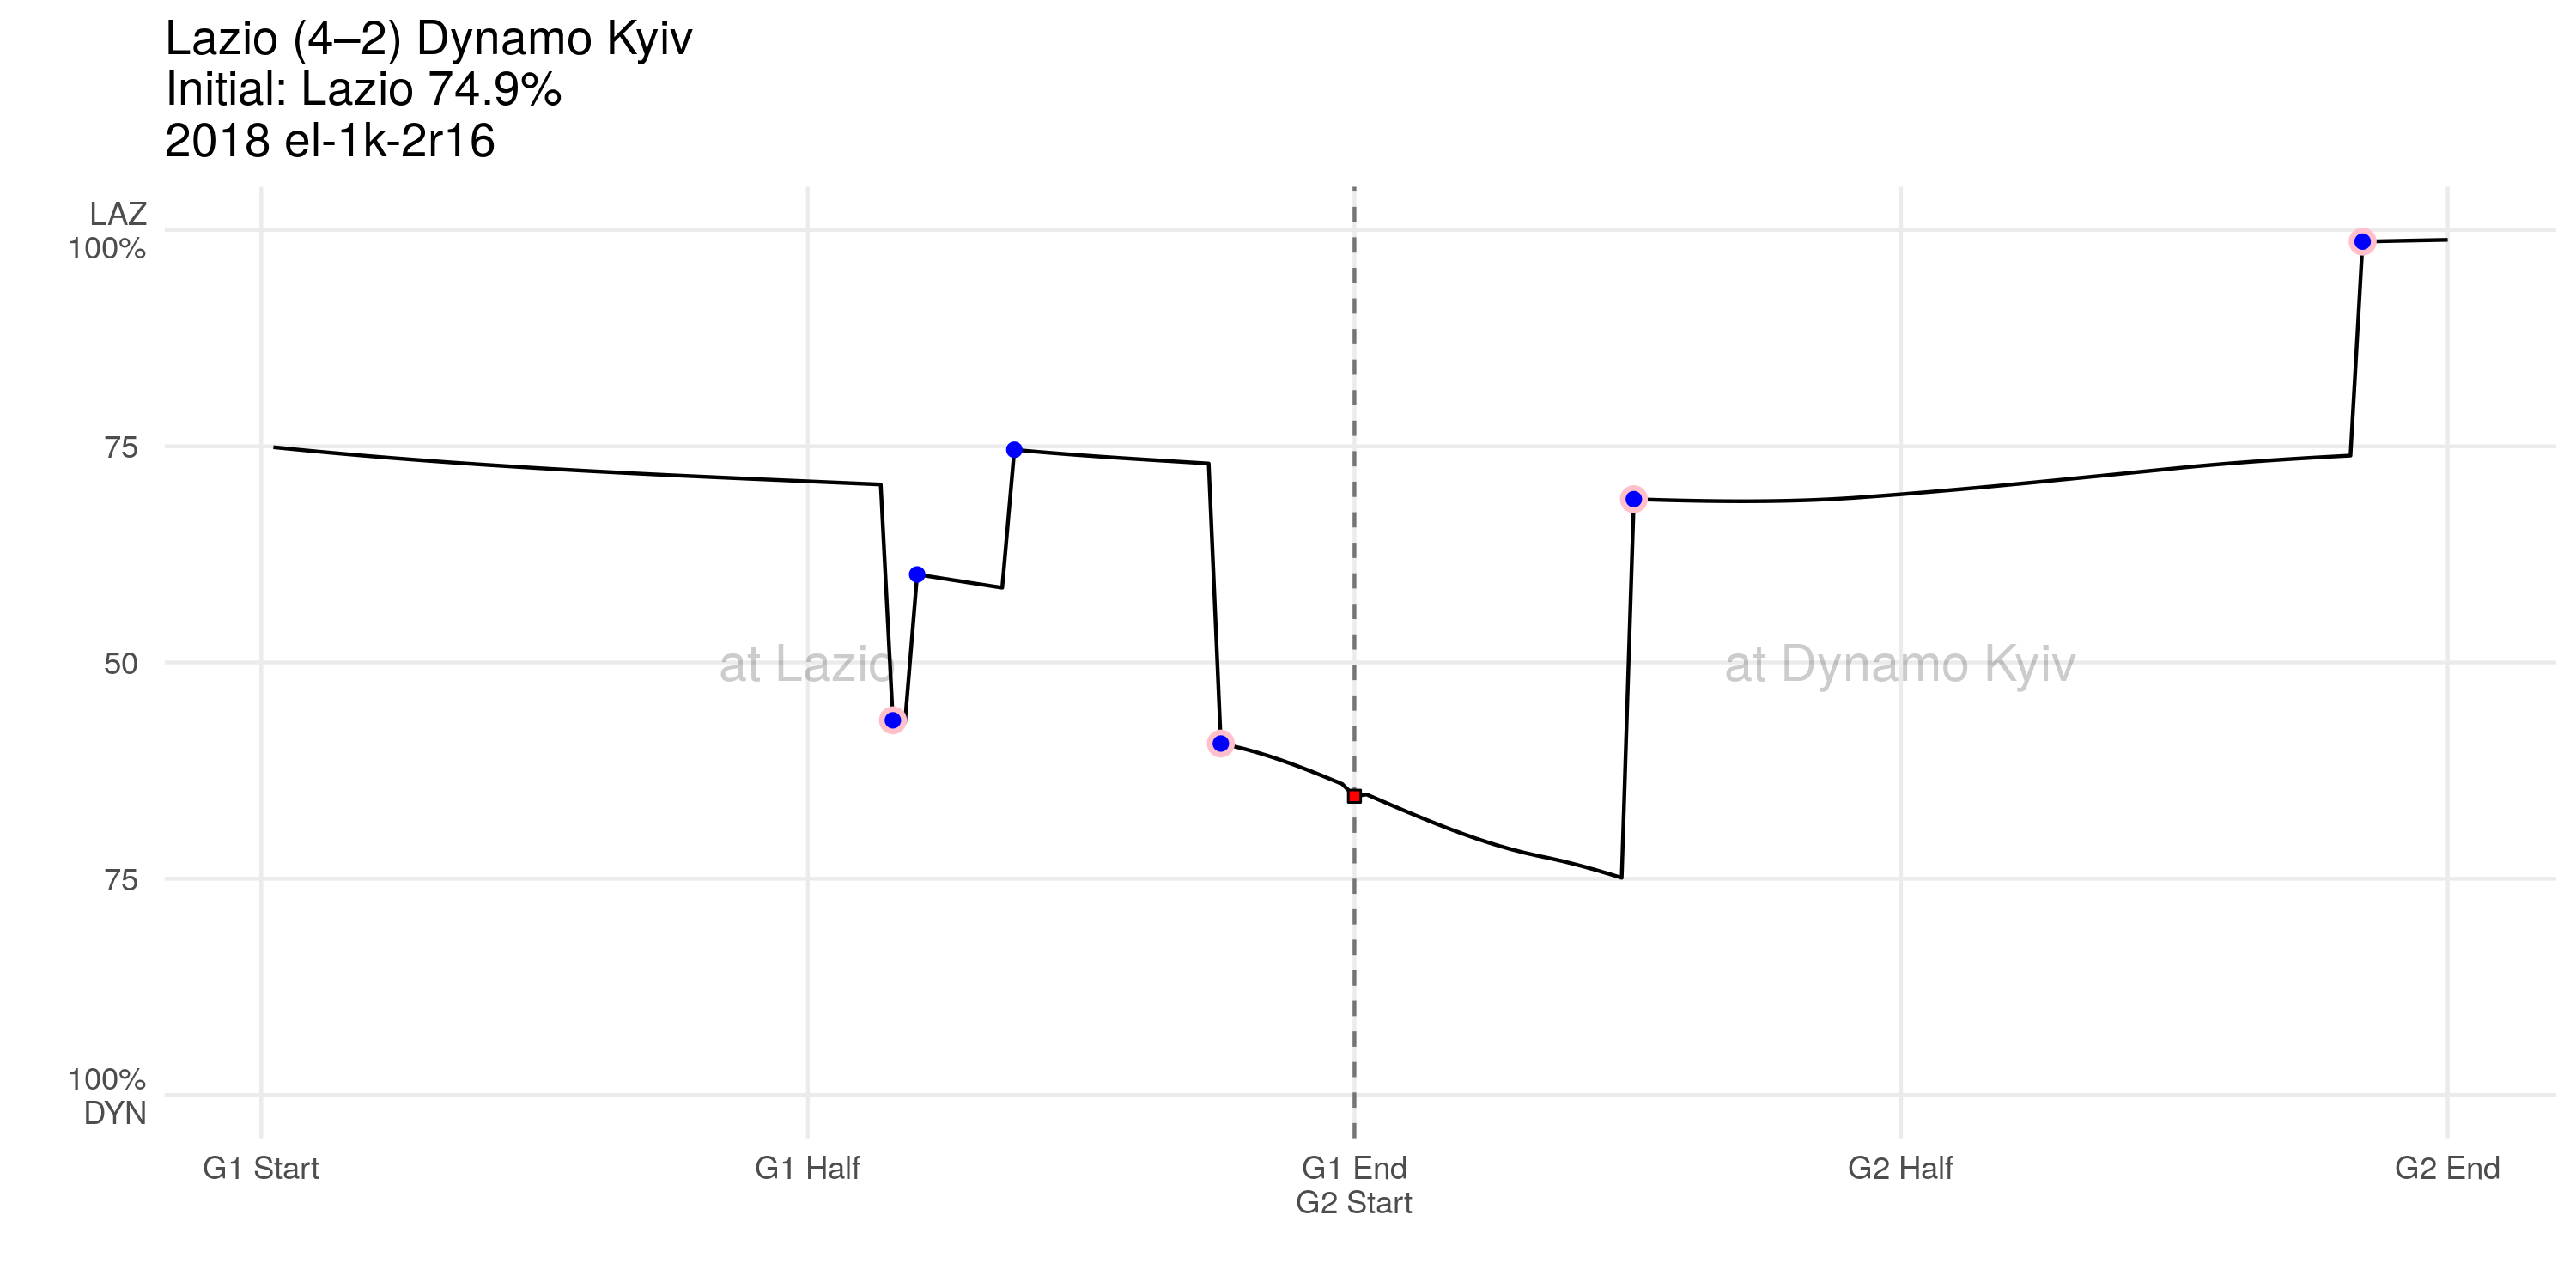 Lazio (4–2) Dynamo Kyiv
Initial: Lazio 74.9%
2018 el-1k-2r16
LAZ
100%
75
50
75
100%
DYN
at Lazio
at Dynamo Kyiv
G1 Start
G1 Half
G1 End
G2 Start
G2 Half
G2 End